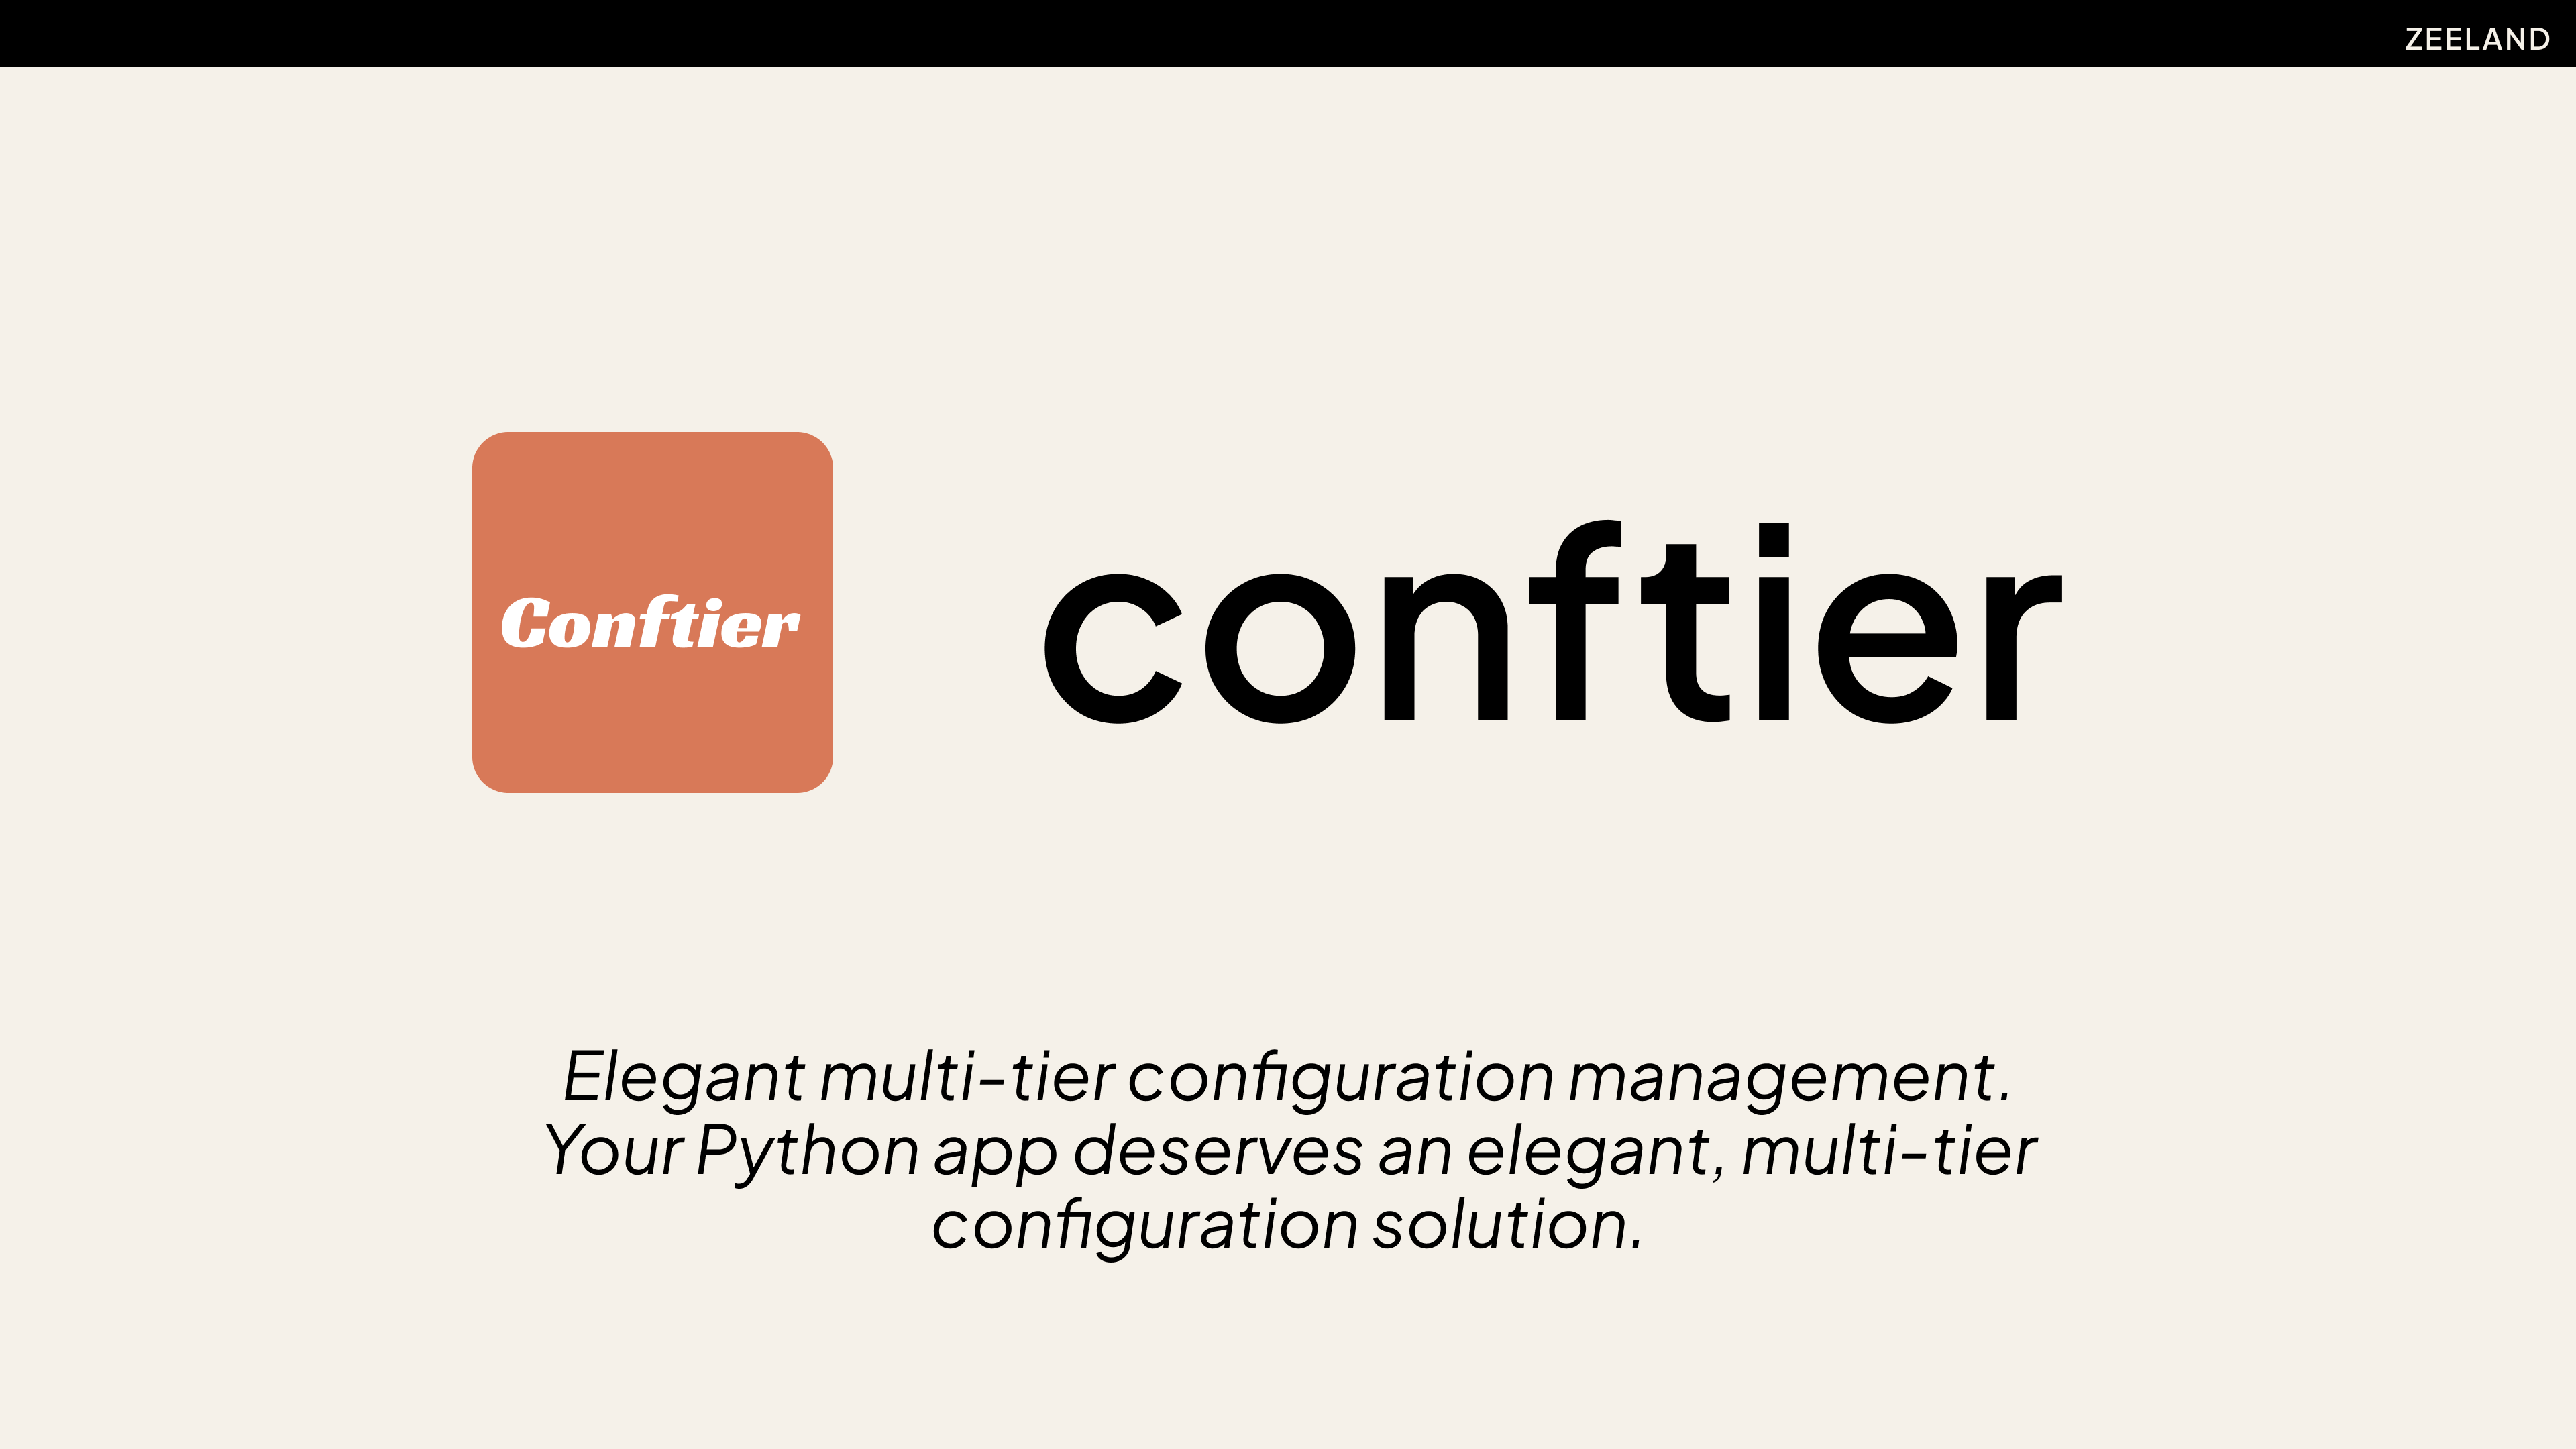 ZEELAND
Conftier
conftier
Elegant multi-tier configuration management.
Your Python app deserves an elegant, multi-tier
configuration solution.